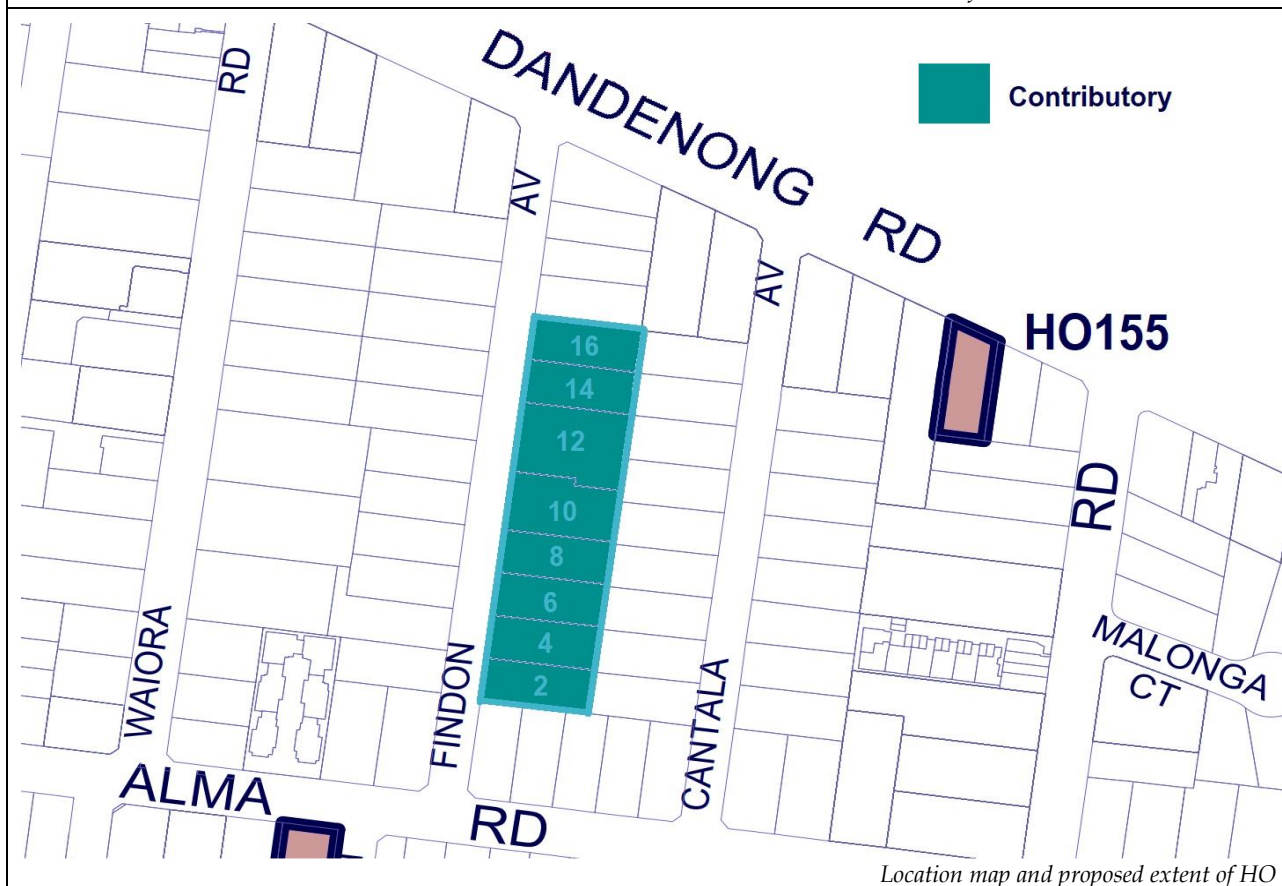 DANDENONG RD
Contributory
RD
AV
AV
HO155
16
14
12
10
8
6
4
2
RD
WAIORA
FINDON
CANTALA
MALONGA
CT
ALMA
RD
Location map and proposed extent of HO